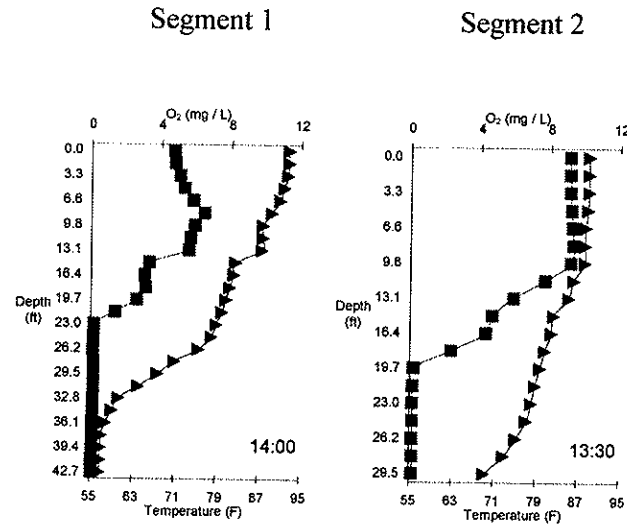 Segment 1
Segment 2
O₂ (mg / L)
0 4 8 12
0.0
3.3
6.6
9.8
13.1
16.4
19.7
23.0
26.2
29.5
32.8
36.1
39.4
42.7
Depth
(ft)
14:00
55 63 71 79 87 95
Temperature (F)
O₂ (mg / L)
0 4 8 12
0.0
3.3
6.6
9.8
13.1
16.4
19.7
23.0
26.2
29.5
Depth
(ft)
13:30
55 63 71 79 87 95
Temperature (F)